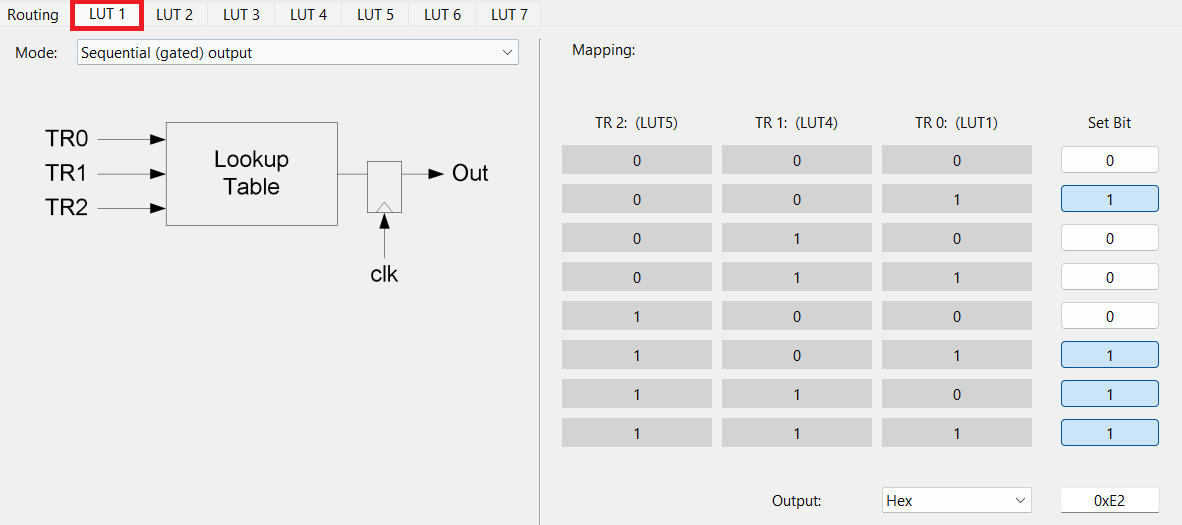 Routing LUT 1 LUT 2 LUT 3 LUT 4 LUT 5 LUT 6 LUT 7
Mode: Sequential (gated) output
TR0
TR1
TR2
Lookup
Table
Out
clk
Mapping:
TR 2: (LUT5) TR 1: (LUT4) TR 0: (LUT1) Set Bit
0 0 0 0
0 0 1 1
0 1 0 0
0 1 1 0
1 0 0 0
1 0 1 1
1 1 0 1
1 1 1 1
Output: Hex 0xE2